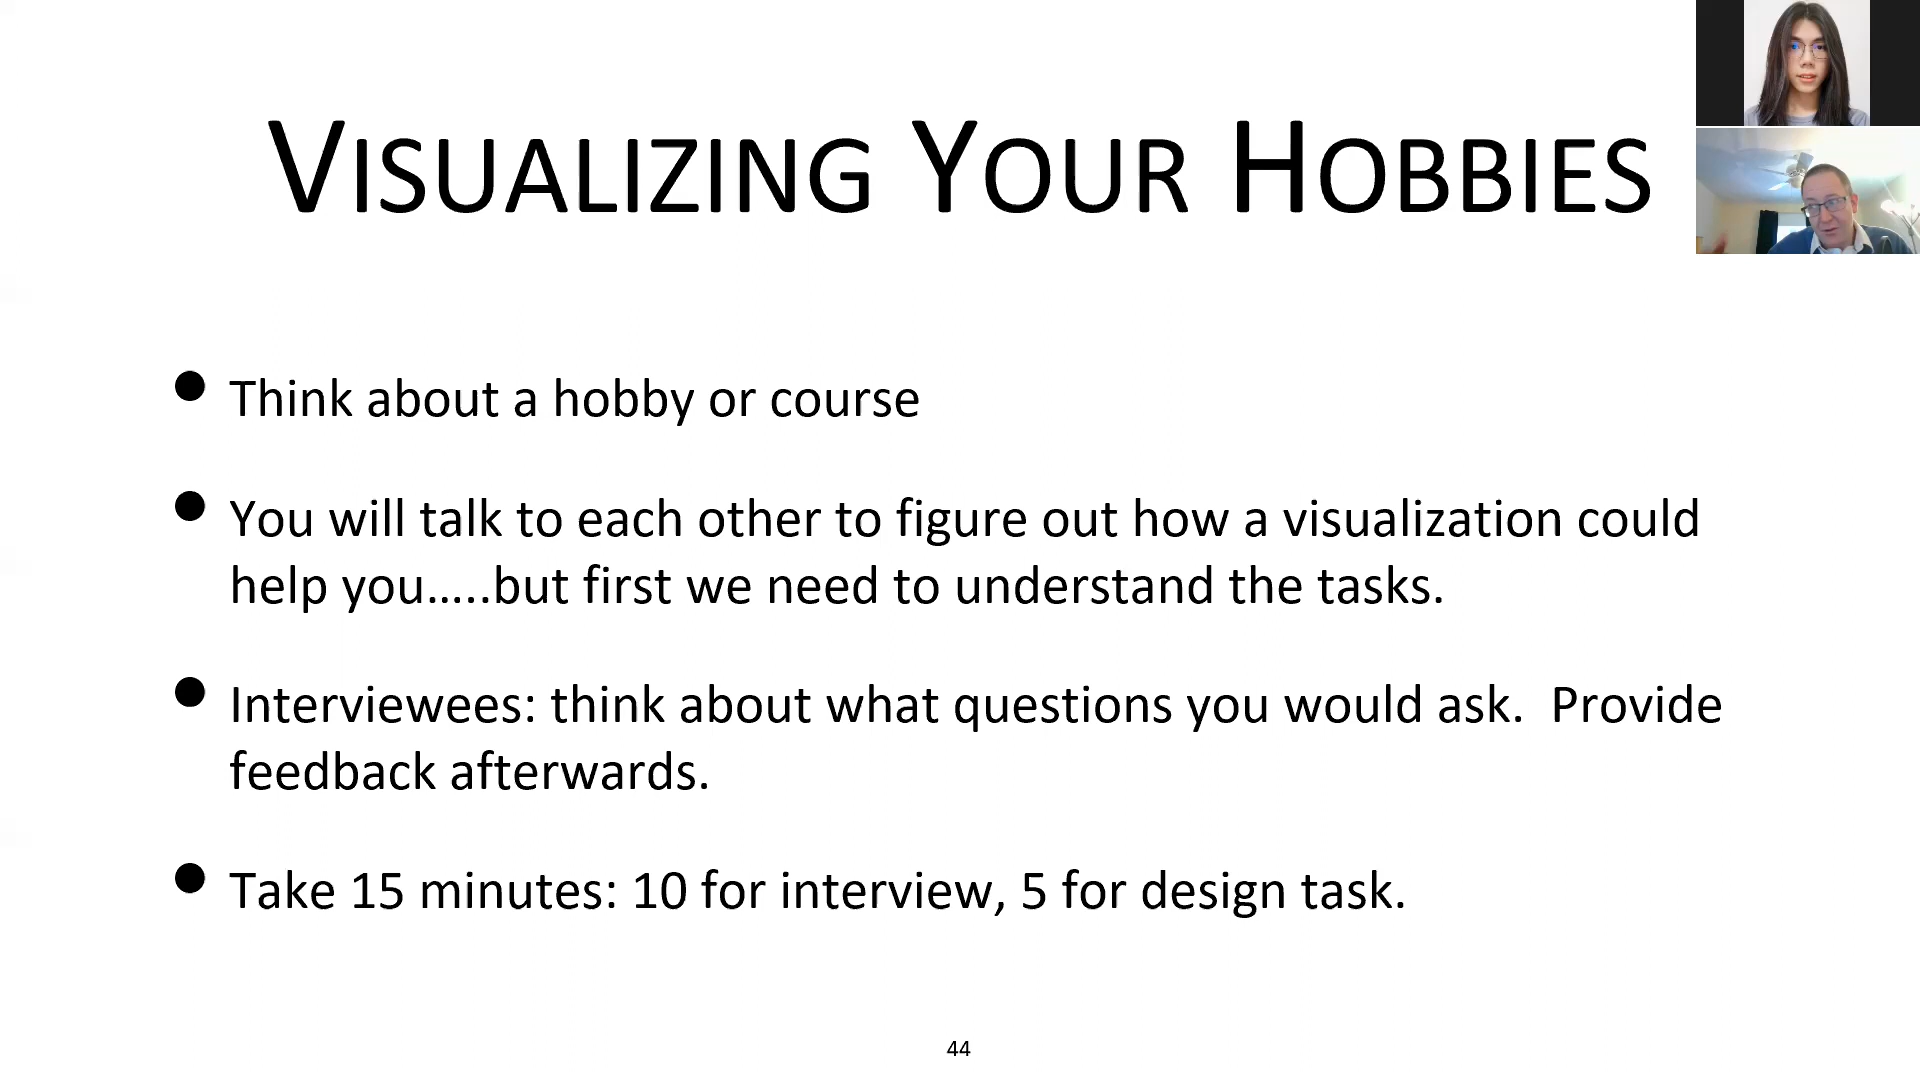 VISUALIZING YOUR HOBBIES
• Think about a hobby or course
• You will talk to each other to figure out how a visualization could
help you.....but first we need to understand the tasks.
• Interviewees: think about what questions you would ask.  Provide
feedback afterwards.
• Take 15 minutes: 10 for interview, 5 for design task.
44